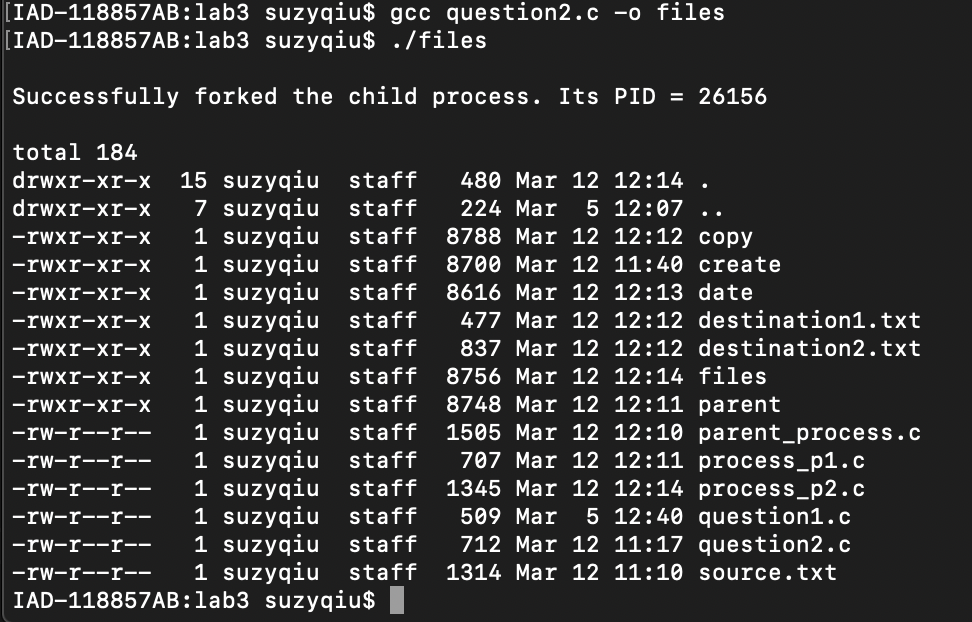 [IAD-118857AB:lab3 suzyqiu$ gcc question2.c -o files
[IAD-118857AB:lab3 suzyqiu$ ./files
Successfully forked the child process. Its PID = 26156
total 184
drwxr-xr-x  15 suzyqiu  staff   480 Mar 12 12:14 .
drwxr-xr-x   7 suzyqiu  staff   224 Mar  5 12:07 ..
-rwxr-xr-x   1 suzyqiu  staff  8788 Mar 12 12:12 copy
-rwxr-xr-x   1 suzyqiu  staff  8700 Mar 12 11:40 create
-rwxr-xr-x   1 suzyqiu  staff  8616 Mar 12 12:13 date
-rwxr-xr-x   1 suzyqiu  staff   477 Mar 12 12:12 destination1.txt
-rwxr-xr-x   1 suzyqiu  staff   837 Mar 12 12:12 destination2.txt
-rwxr-xr-x   1 suzyqiu  staff  8756 Mar 12 12:14 files
-rwxr-xr-x   1 suzyqiu  staff  8748 Mar 12 12:11 parent
-rw-r--r--   1 suzyqiu  staff  1505 Mar 12 12:10 parent_process.c
-rw-r--r--   1 suzyqiu  staff   707 Mar 12 12:11 process_p1.c
-rw-r--r--   1 suzyqiu  staff  1345 Mar 12 12:14 process_p2.c
-rw-r--r--   1 suzyqiu  staff   509 Mar  5 12:40 question1.c
-rw-r--r--   1 suzyqiu  staff   712 Mar 12 11:17 question2.c
-rw-r--r--   1 suzyqiu  staff  1314 Mar 12 11:10 source.txt
IAD-118857AB:lab3 suzyqiu$